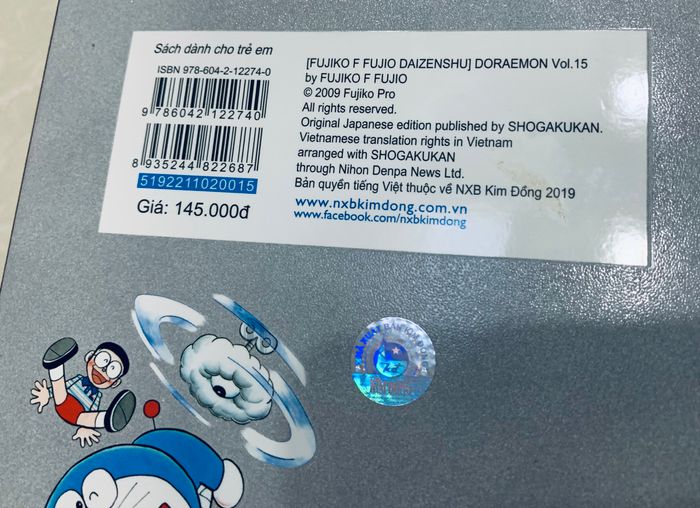 Sách dành cho trẻ em
ISBN 978-604-2-12274-0
9 786042 122740
8 935244 822687
5192211020015
Giá: 145.000đ
[FUJIKO F FUJIO DAIZENSHU] DORAEMON Vol.15
by FUJIKO F FUJIO
© 2009 Fujiko Pro
All rights reserved.
Original Japanese edition published by SHOGAKUKAN.
Vietnamese translation rights in Vietnam
arranged with SHOGAKUKAN
through Nihon Denpa News Ltd.
Bản quyền tiếng Việt thuộc về NXB Kim Đồng 2019
www.nxbkimdong.com.vn
www.facebook.com/nxbkimdong